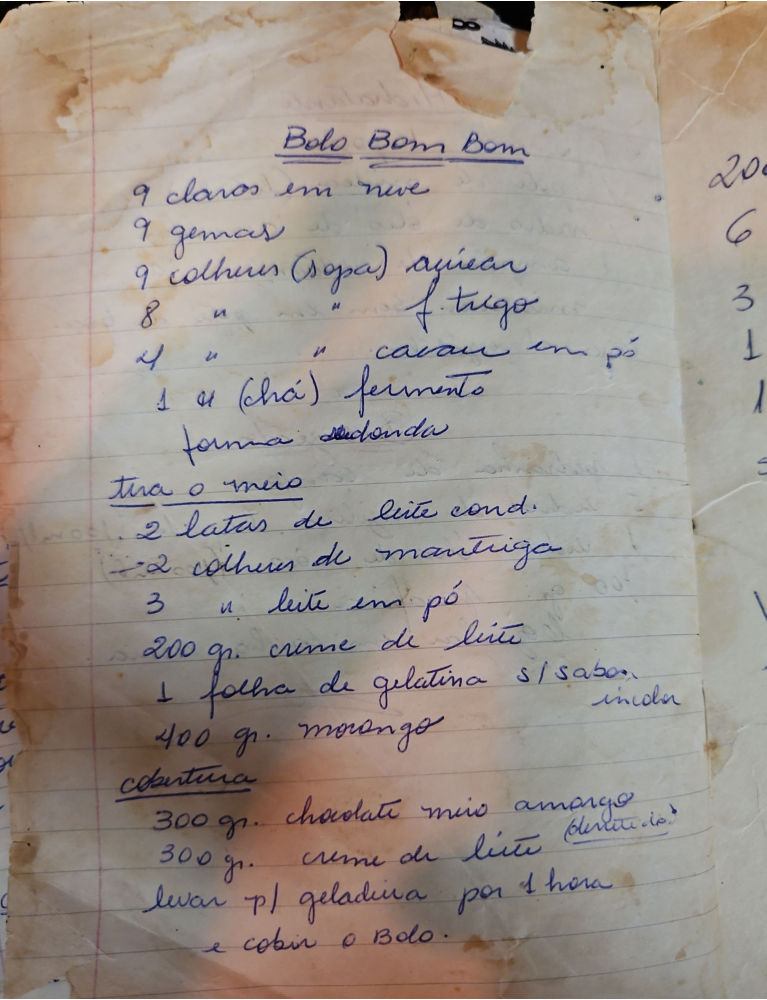 Bolo Bom Bom
9 claras em neve
9 gemas
9 colheres (sopa) açúcar
8 " " f. trigo
4 " " cacau em pó
1 " (chá) fermento
forma redonda
tira o meio
. 2 latas de leite cond.
- 2 colheres de manteiga
3 " leite em pó
200 gr. creme de leite
1 folha de gelatina s/ sabor
incolor
400 gr. morango
cobertura
300 gr. chocolate meio amargo
(derretido)
300 gr. creme de leite
levar p/ geladeira por 1 hora
e cobrir o Bolo.
200
6
3
1
1